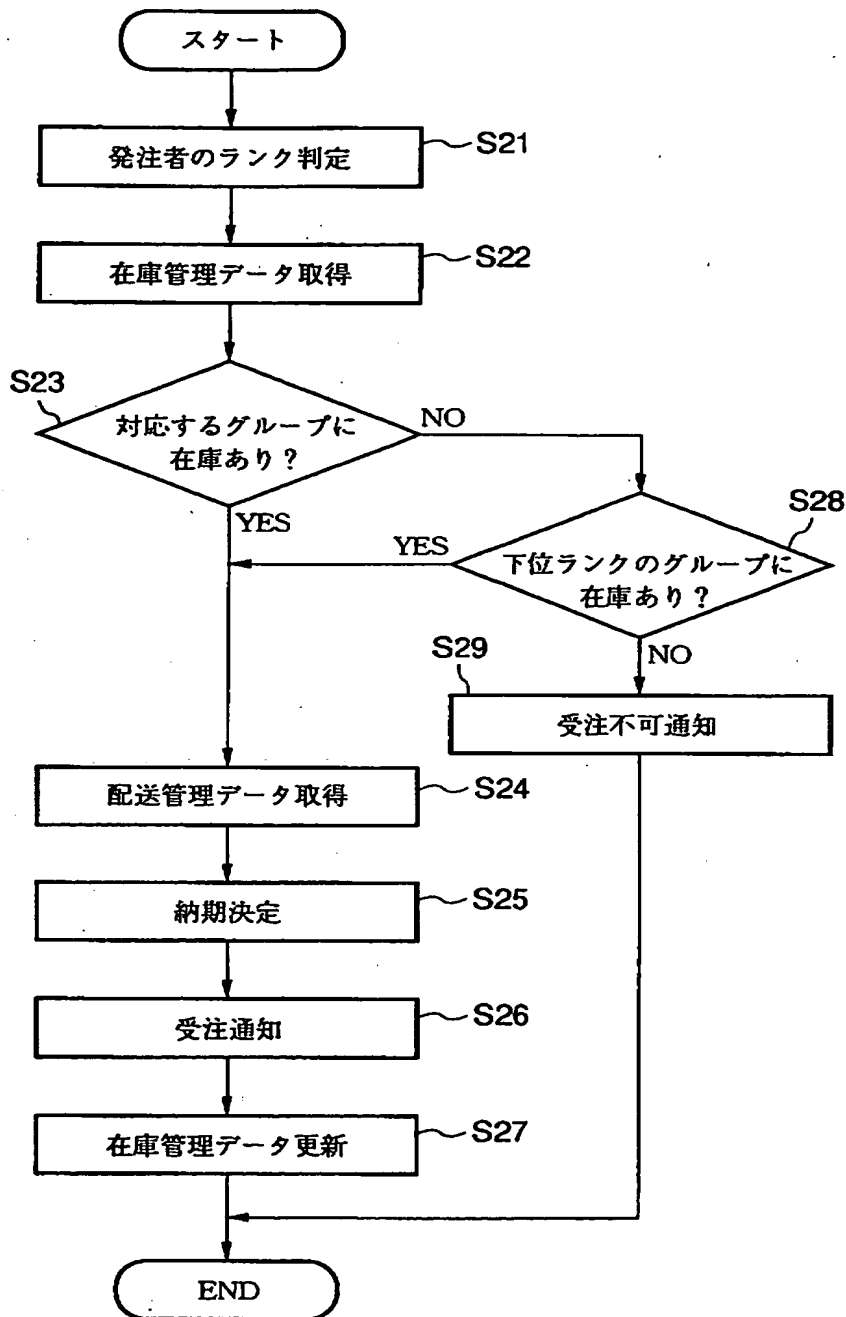 スタート
発注者のランク判定
S21
在庫管理データ取得
S22
S23
対応するグループに
在庫あり？
NO
YES
S28
YES
下位ランクのグループに
在庫あり？
S29
NO
受注不可通知
配送管理データ取得
S24
納期決定
S25
受注通知
S26
在庫管理データ更新
S27
END